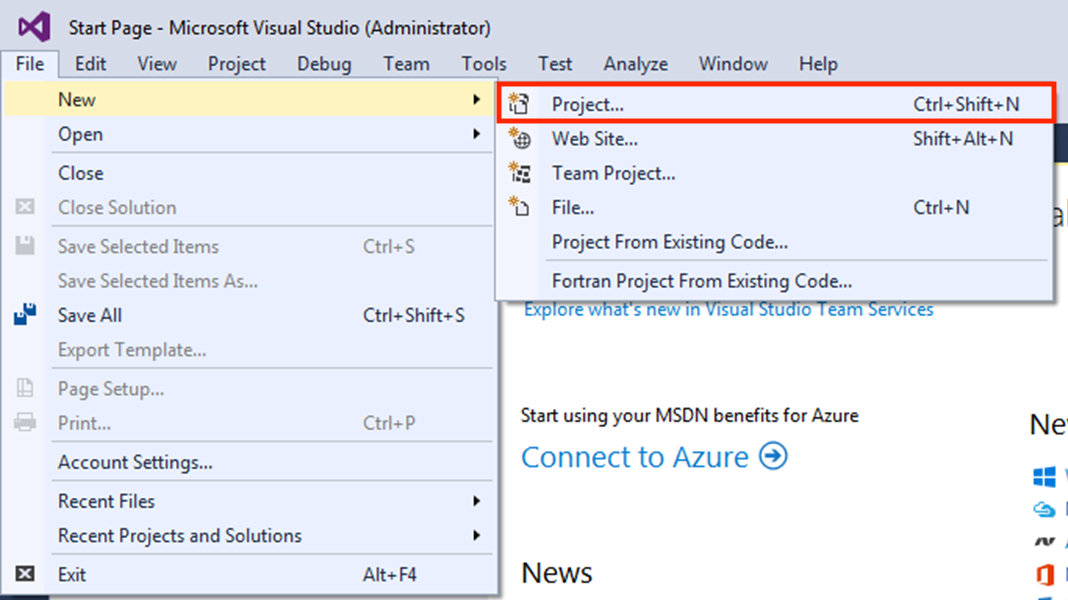 Start Page - Microsoft Visual Studio (Administrator)
File Edit View Project Debug Team Tools Test Analyze Window Help
New
Open
Close
Close Solution
Save Selected Items Ctrl+S
Save Selected Items As...
Save All Ctrl+Shift+S
Export Template...
Page Setup...
Print... Ctrl+P
Account Settings...
Recent Files
Recent Projects and Solutions
Exit Alt+F4
Project... Ctrl+Shift+N
Web Site... Shift+Alt+N
Team Project...
File... Ctrl+N
Project From Existing Code...
Fortran Project From Existing Code...
Explore what's new in Visual Studio Team Services
Start using your MSDN benefits for Azure
Connect to Azure
News